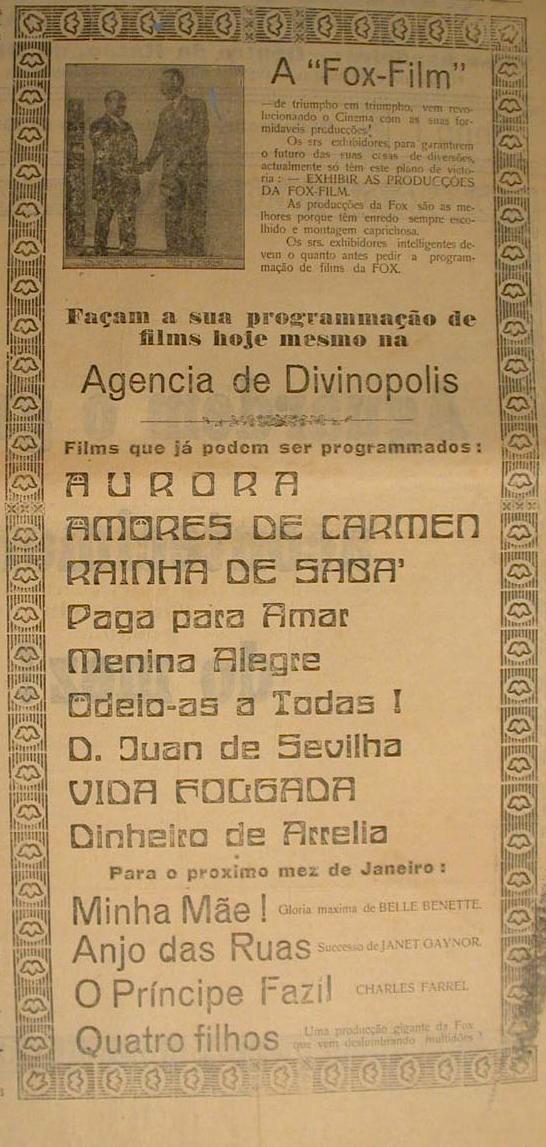 A "Fox-Film"
—de triumpho em triumpho, vem revo-
lucionando o Cinema com as suas for-
midaveis producções!
Os srs exhibidores, para garantirem
o futuro das suas casas de diversões,
actualmente só têm este plano de victo-
ria : — EXHIBIR AS PRODUCÇÕES
DA FOX-FILM.
As producções da Fox são as me-
lhores porque têm enredo sempre esco-
lhido e montagem caprichosa.
Os srs. exhibidores intelligentes de-
vem o quanto antes pedir a program-
mação de films da FOX.
Façam a sua programmação de
films hoje mesmo na
Agencia de Divinopolis
Films que já podem ser programmados :
AURORA
AMORES DE CARMEN
RAINHA DE SABA'
Paga para Amar
Menina Alegre
Odeio-as a Todas !
D. Juan de Sevilha
VIDA FOLGADA
Dinheiro de Arrelia
Para o proximo mez de Janeiro :
Minha Mãe ! Gloria maxima de BELLE BENETTE.
Anjo das Ruas Successo de JANET GAYNOR.
O Príncipe Fazil CHARLES FARREL
Quatro filhos Uma producção gigante da Fox
que vem deslumbrando multidões